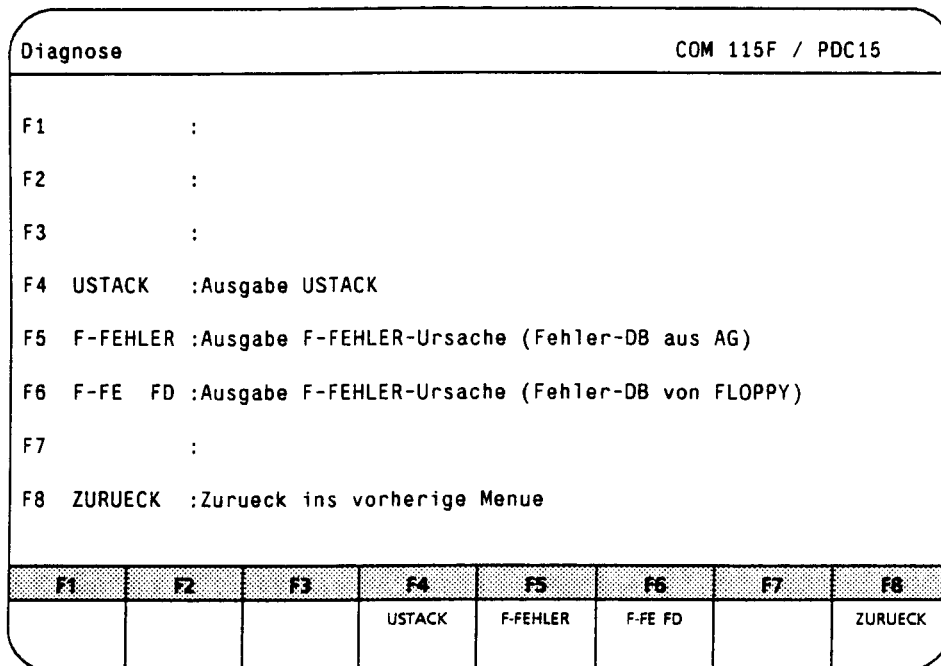 Diagnose COM 115F / PDC15
F1 :
F2 :
F3 :
F4 USTACK :Ausgabe USTACK
F5 F-FEHLER :Ausgabe F-FEHLER-Ursache (Fehler-DB aus AG)
F6 F-FE FD :Ausgabe F-FEHLER-Ursache (Fehler-DB von FLOPPY)
F7 :
F8 ZURUECK :Zurueck ins vorherige Menue
F1 F2 F3 F4 F5 F6 F7 F8
USTACK F-FEHLER F-FE FD ZURUECK